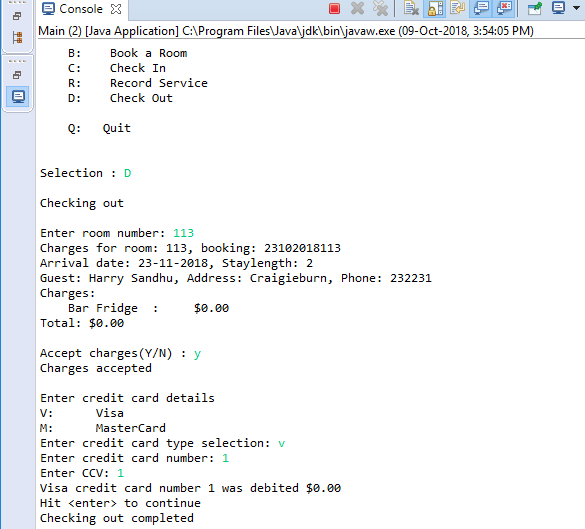 Console
Main (2) [Java Application] C:\Program Files\Java\jdk\bin\javaw.exe (09-Oct-2018, 3:54:05 PM)
B: Book a Room
C: Check In
R: Record Service
D: Check Out
Q: Quit
Selection : D
Checking out
Enter room number: 113
Charges for room: 113, booking: 23102018113
Arrival date: 23-11-2018, Staylength: 2
Guest: Harry Sandhu, Address: Craigieburn, Phone: 232231
Charges:
Bar Fridge : $0.00
Total: $0.00
Accept charges(Y/N) : y
Charges accepted
Enter credit card details
V: Visa
M: MasterCard
Enter credit card type selection: v
Enter credit card number: 1
Enter CCV: 1
Visa credit card number 1 was debited $0.00
Hit <enter> to continue
Checking out completed